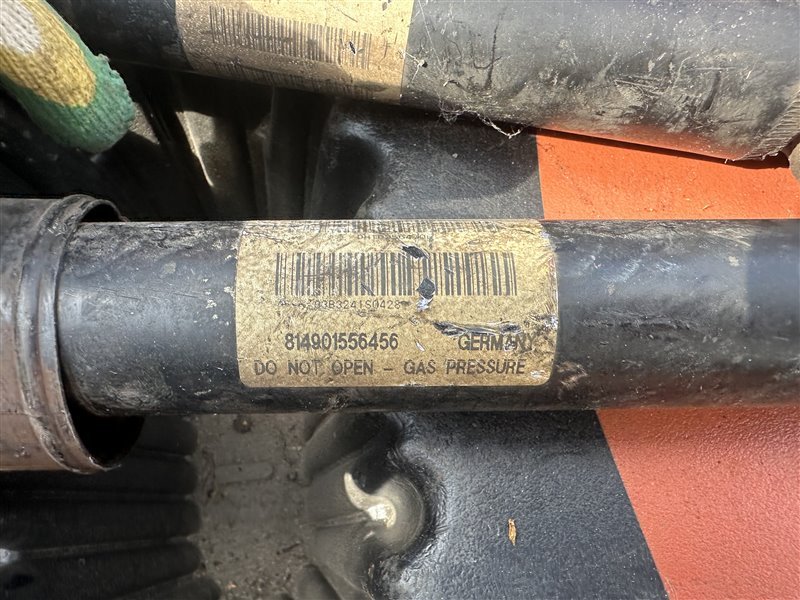 814901556456 GERMANY
DO NOT OPEN - GAS PRESSURE